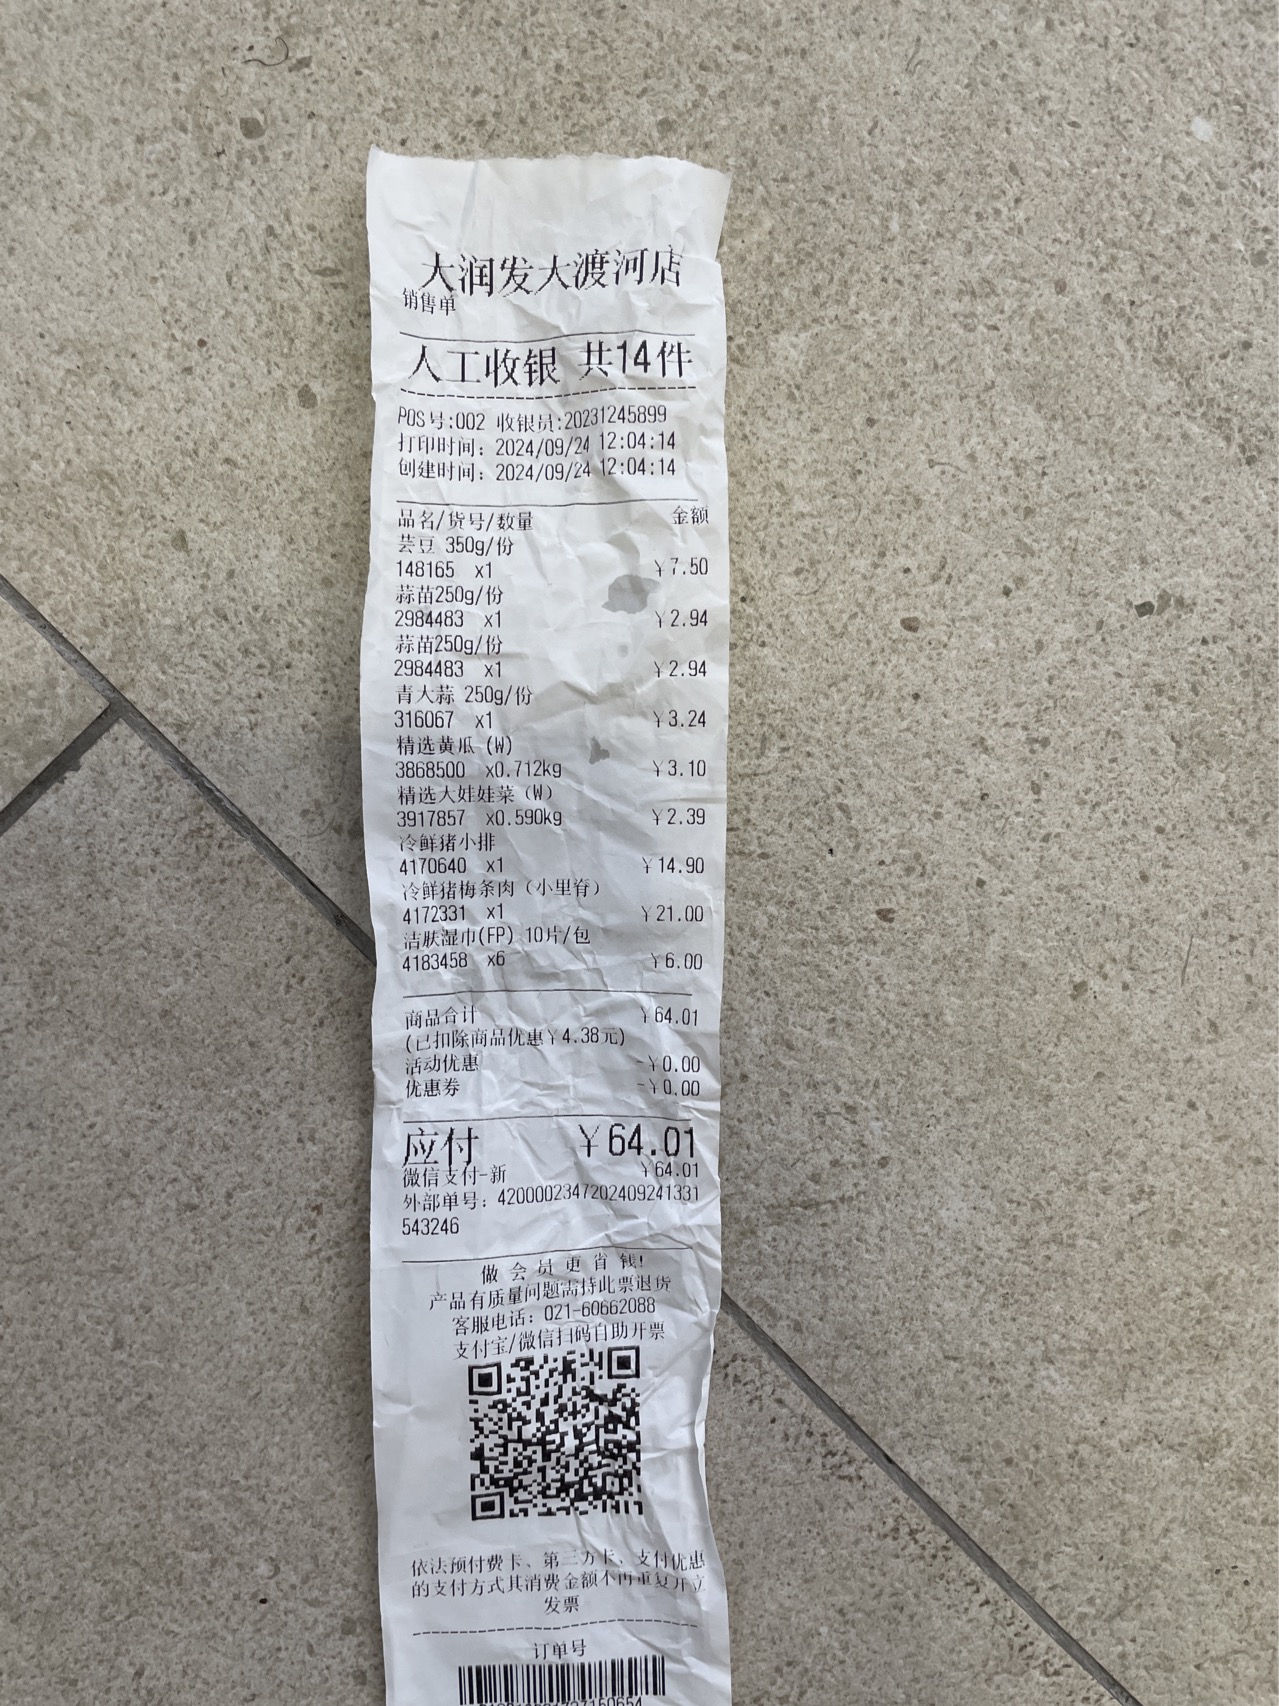 大润发大渡河店
销售单
人工收银 共14件
POS号:002 收银员:20231245899
打印时间: 2024/09/24 12:04:14
创建时间: 2024/09/24 12:04:14
品名/货号/数量 金额
芸豆 350g/份
148165 x1 ￥7.50
蒜苗250g/份
2984483 x1 ￥2.94
蒜苗250g/份
2984483 x1 ￥2.94
青大蒜 250g/份
316067 x1 ￥3.24
精选黄瓜 (W)
3868500 x0.712kg ￥3.10
精选大娃娃菜（W）
3917857 x0.590kg ￥2.39
冷鲜猪小排
4170640 x1 ￥14.90
冷鲜猪梅条肉（小里脊）
4172331 x1 ￥21.00
洁肤湿巾(FP) 10片/包
4183458 x6 ￥6.00
商品合计 ￥64.01
(已扣除商品优惠￥4.38元)
活动优惠 -￥0.00
优惠券 -￥0.00
应付 ￥64.01
微信支付-新 ￥64.01
外部单号: 4200002347202409241331
543246
做 会 员 更 省 钱!
产品有质量问题需持此票退货
客服电话: 021-60662088
支付宝/微信扫码自助开票
依法预付费卡、第三方卡、支付优惠
的支付方式其消费金额不再重复开立
发票
订单号